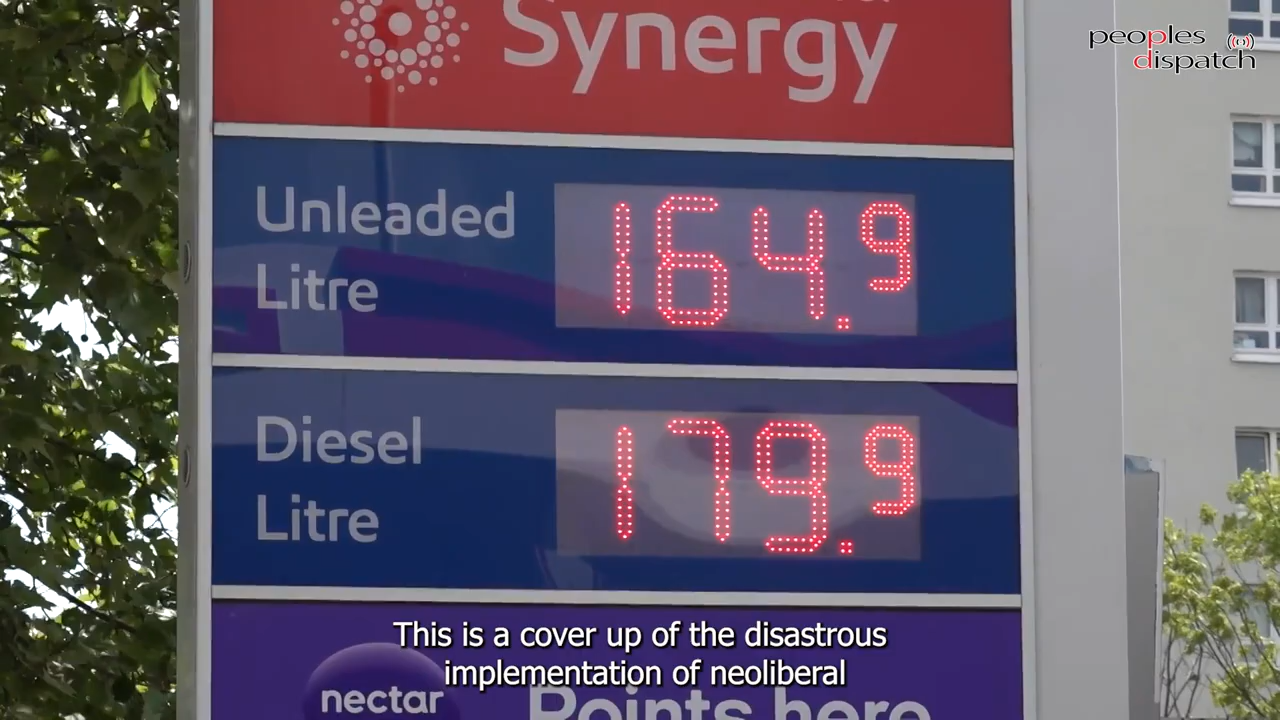 peoples
dispatch
Synergy
Unleaded
Litre
164.9
Diesel
Litre
179.9
This is a cover up of the disastrous
implementation of neoliberal
nectar
Points here